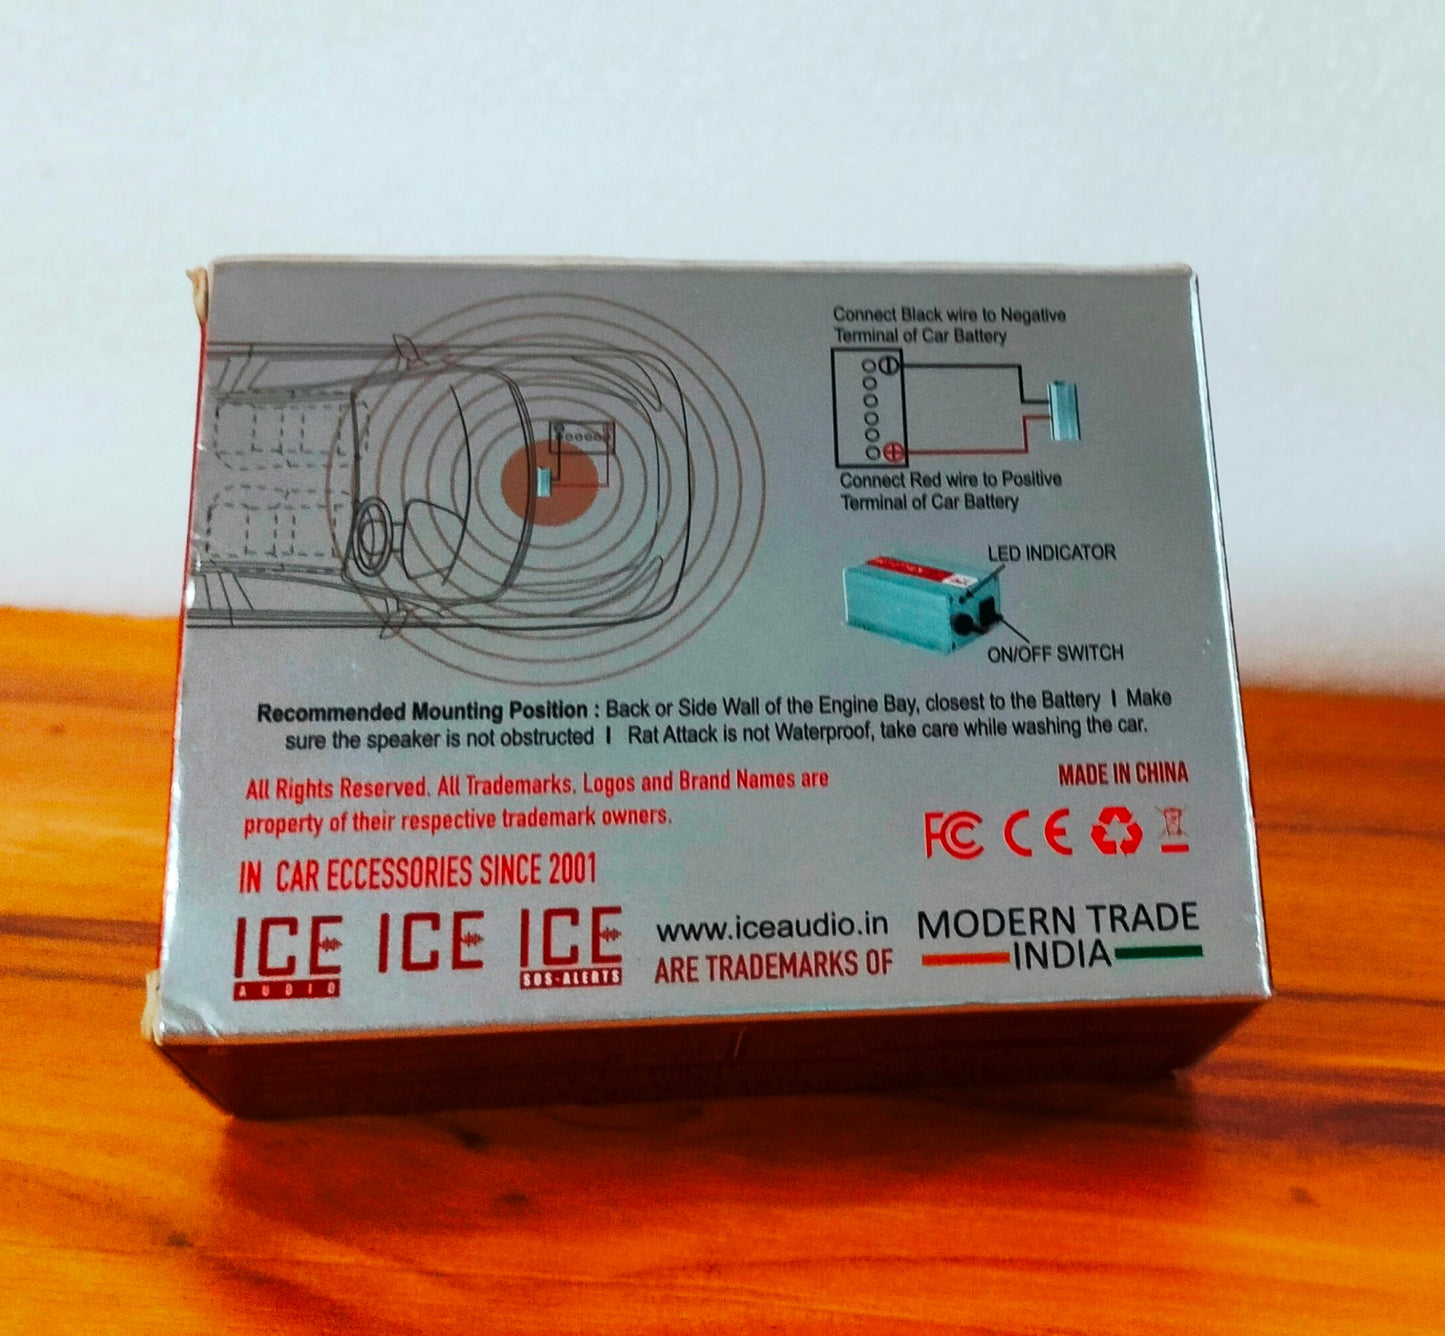 Connect Black wire to Negative
Terminal of Car Battery
Connect Red wire to Positive
Terminal of Car Battery
LED INDICATOR
ON/OFF SWITCH
Recommended Mounting Position : Back or Side Wall of the Engine Bay, closest to the Battery I Make
sure the speaker is not obstructed I Rat Attack is not Waterproof, take care while washing the car.
All Rights Reserved. All Trademarks, Logos and Brand Names are
property of their respective trademark owners.
MADE IN CHINA
FC CE
IN CAR ECCESSORIES SINCE 2001
ICE ICE ICE
AUDIO SOS-ALERTS
www.iceaudio.in
ARE TRADEMARKS OF
MODERN TRADE
INDIA